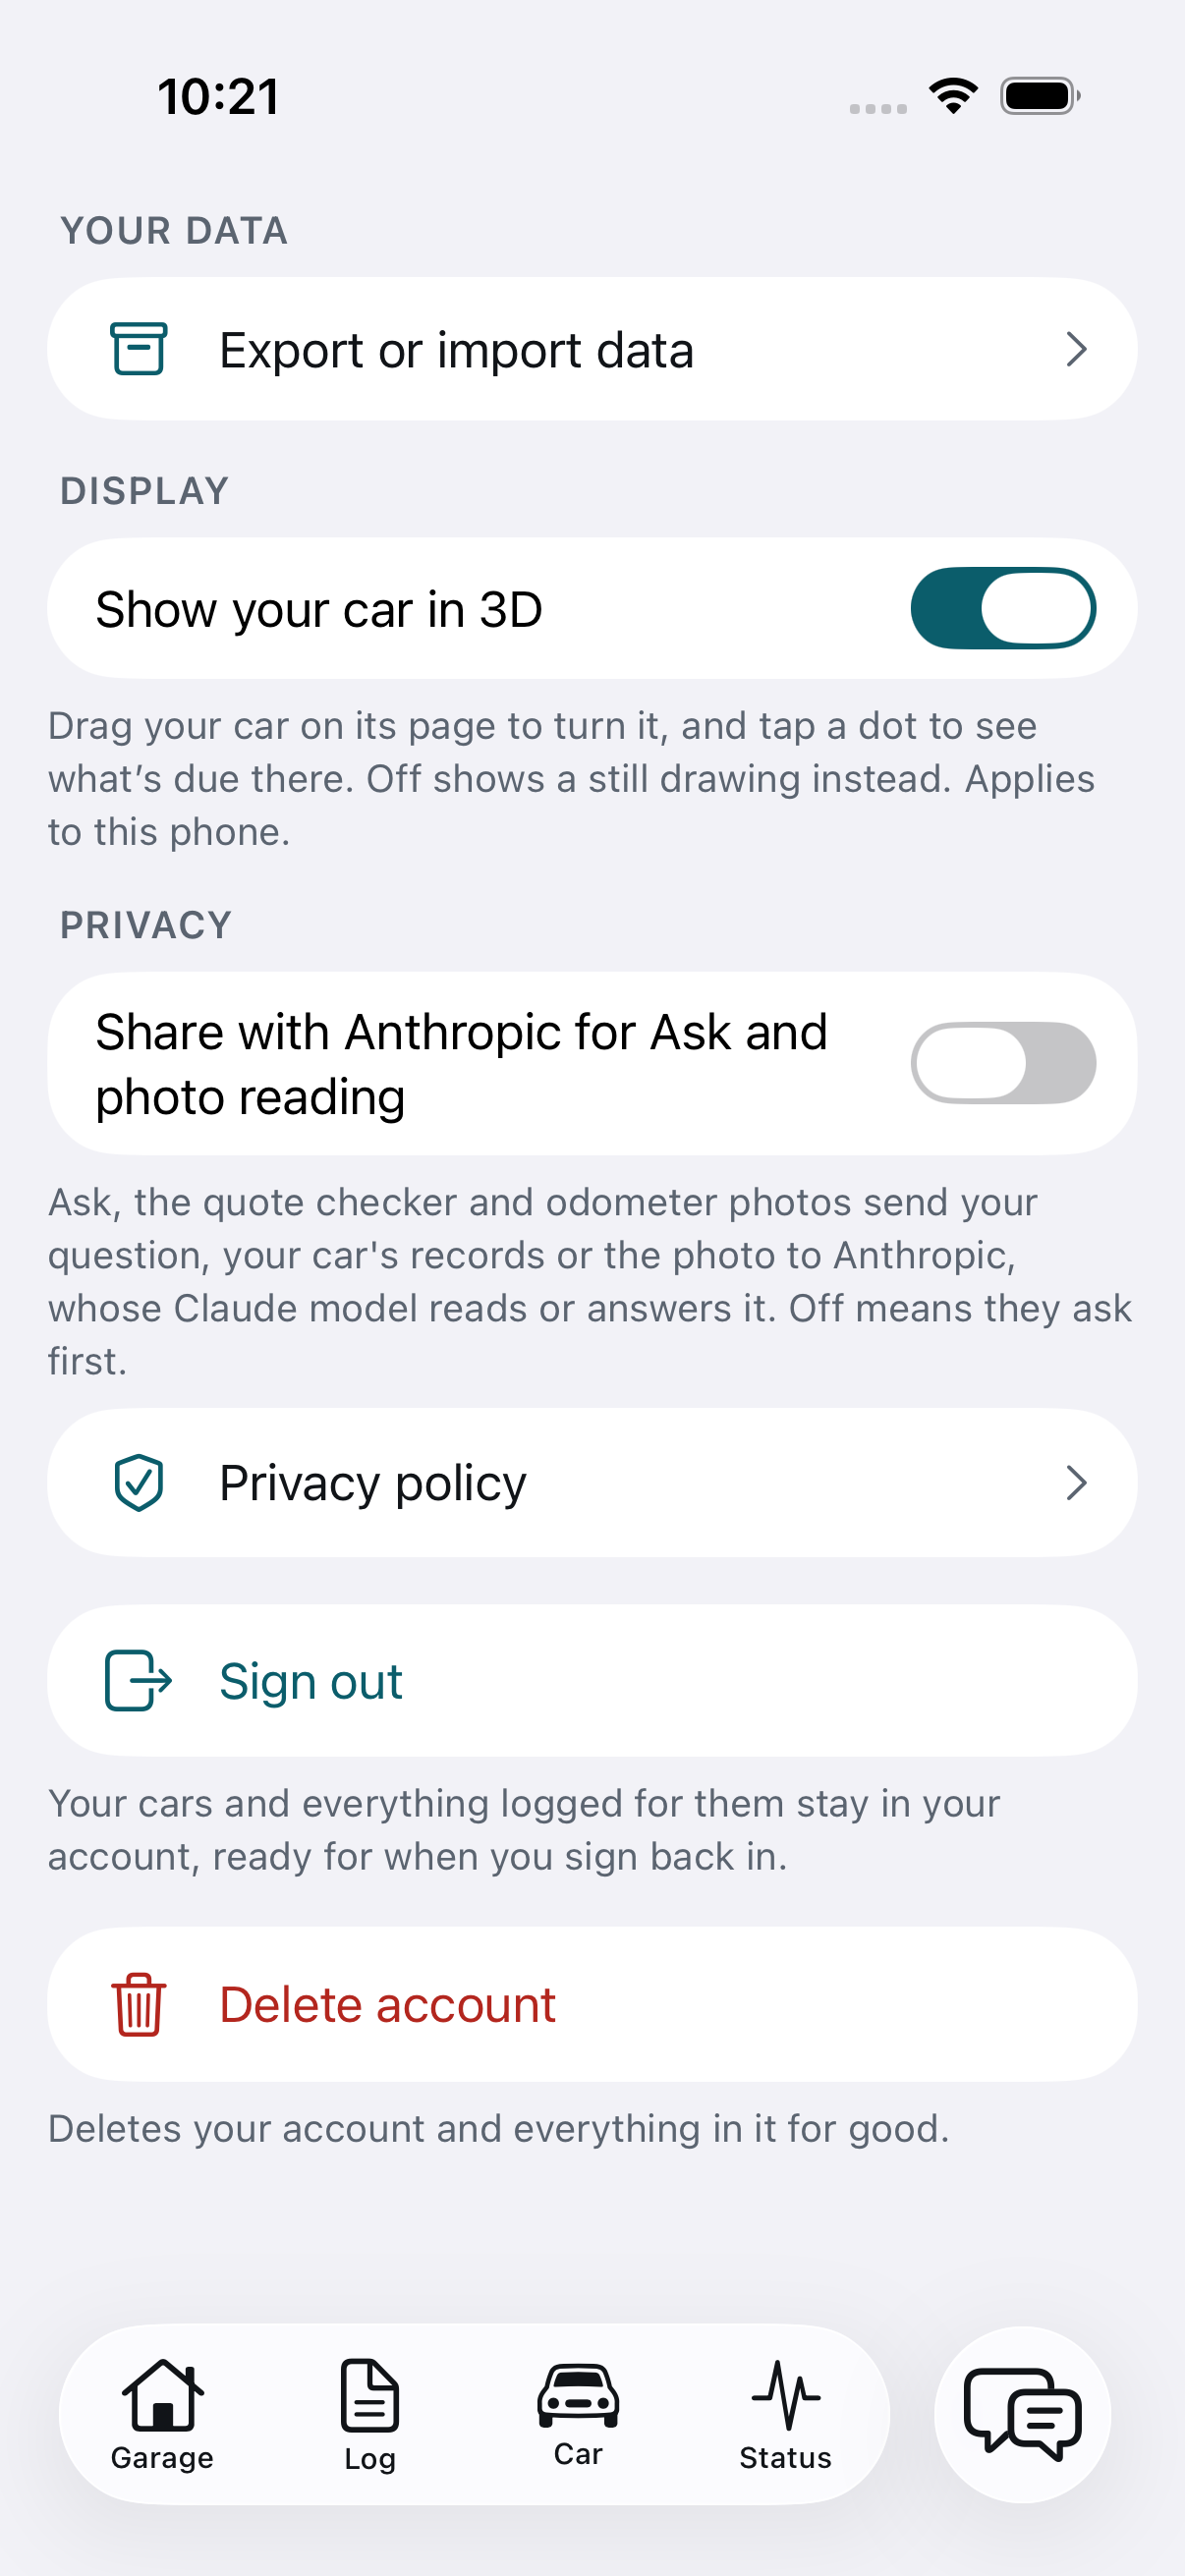 10:21
YOUR DATA
Export or import data
DISPLAY
Show your car in 3D
Drag your car on its page to turn it, and tap a dot to see
what’s due there. Off shows a still drawing instead. Applies
to this phone.
PRIVACY
Share with Anthropic for Ask and
photo reading
Ask, the quote checker and odometer photos send your
question, your car's records or the photo to Anthropic,
whose Claude model reads or answers it. Off means they ask
first.
Privacy policy
Sign out
Your cars and everything logged for them stay in your
account, ready for when you sign back in.
Delete account
Deletes your account and everything in it for good.
Garage
Log
Car
Status